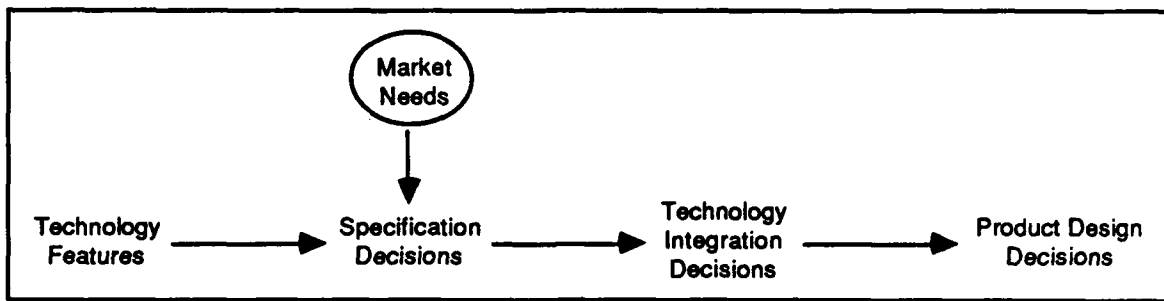 Market
Needs
Technology
Features
Specification
Decisions
Technology
Integration
Decisions
Product Design
Decisions